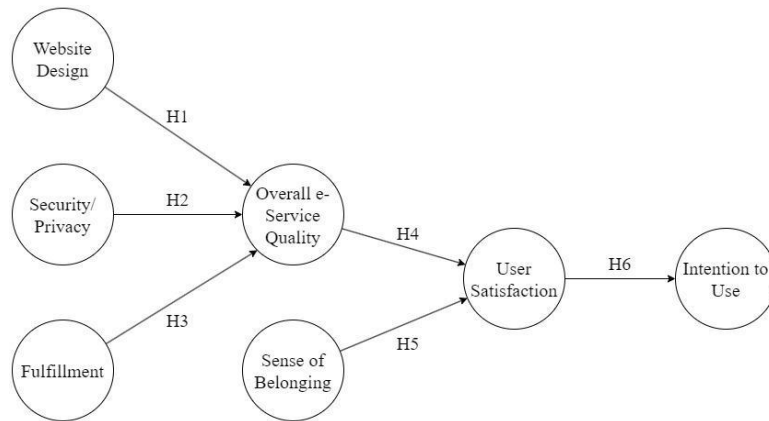 Website
Design
H1
Security/
Privacy
H2
Overall e-
Service
Quality
H3
Fulfillment
H4
Sense of
Belonging
H5
User
Satisfaction
H6
Intention to
Use